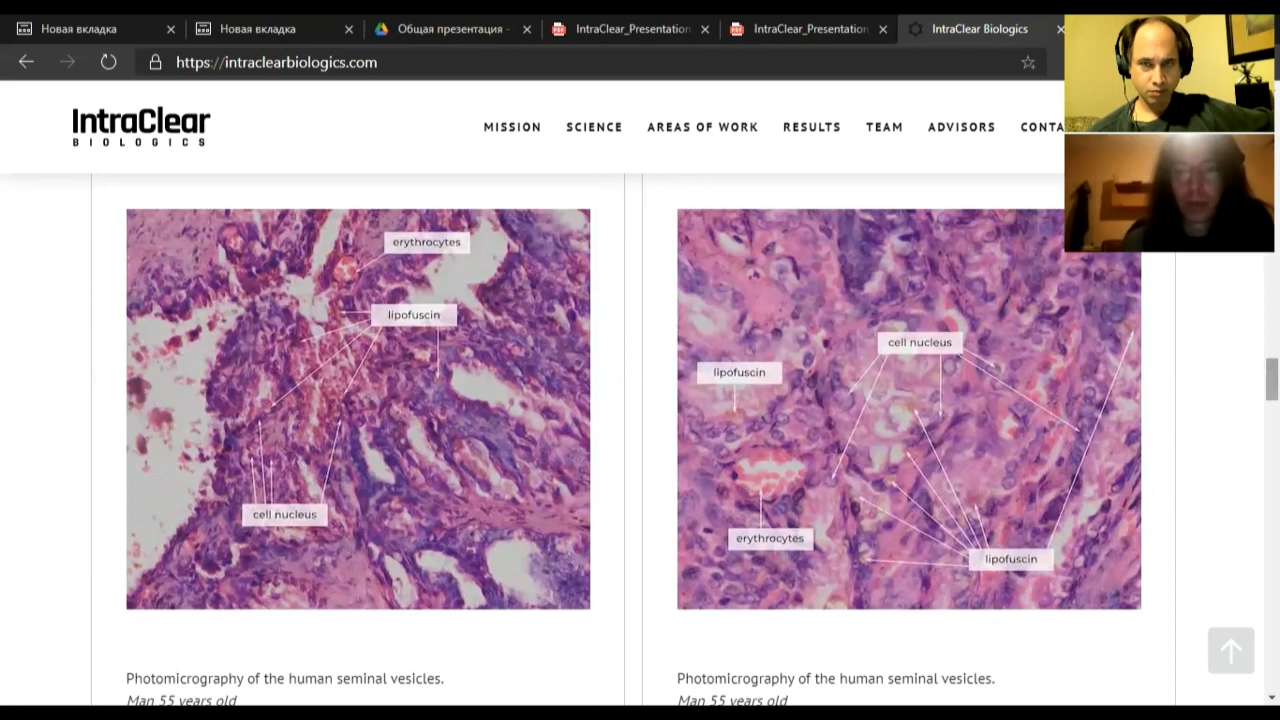 Новая вкладка
Новая вкладка
Общая презентация -
IntraClear_Presentation
IntraClear_Presentation
IntraClear Biologics
https://intraclearbiologics.com
IntraClear
BIOLOGICS
MISSION SCIENCE AREAS OF WORK RESULTS TEAM ADVISORS CONTA
erythrocytes
lipofuscin
cell nucleus
cell nucleus
lipofuscin
erythrocytes
lipofuscin
Photomicrography of the human seminal vesicles.
Man 55 years old
Photomicrography of the human seminal vesicles.
Man 55 years old